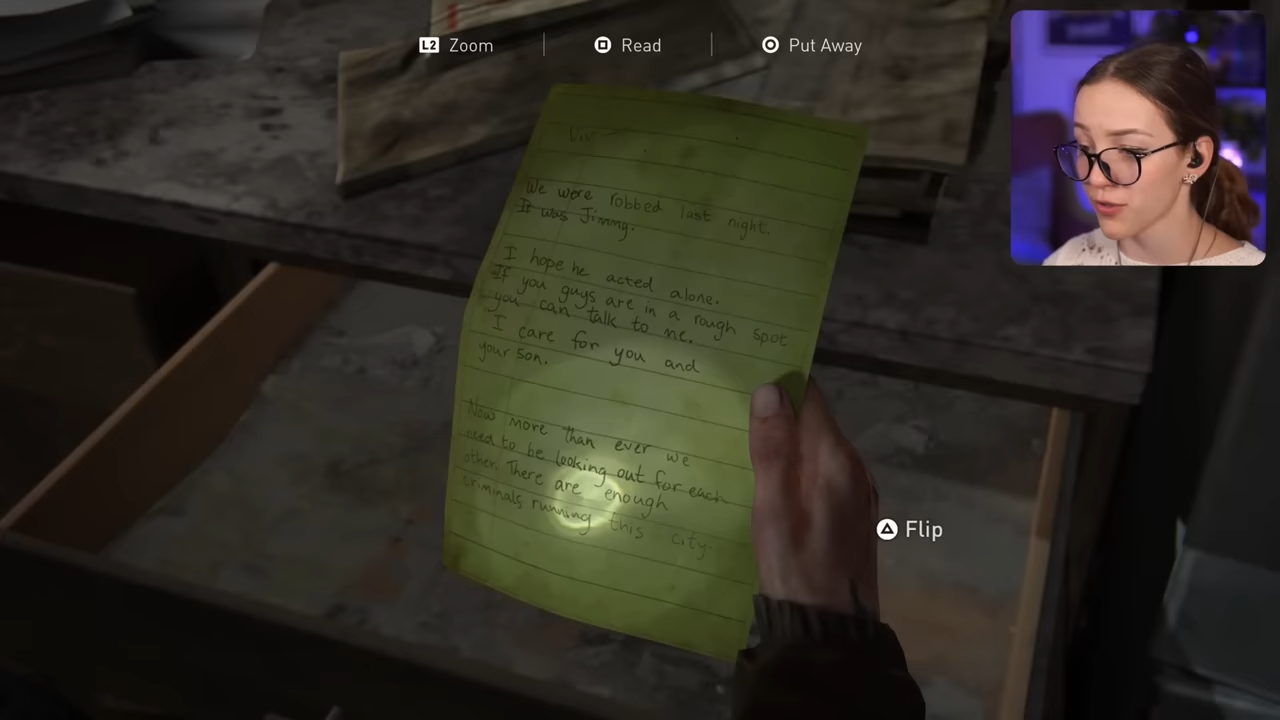 L2 Zoom
Read
Put Away
Viv
We were robbed last night.
It was Jimmy.
I hope he acted alone.
If you guys are in a rough spot
you can talk to me.
I care for you and
your son.
Now more than ever we
need to be looking out for each
other. There are enough
criminals running this city.
Flip